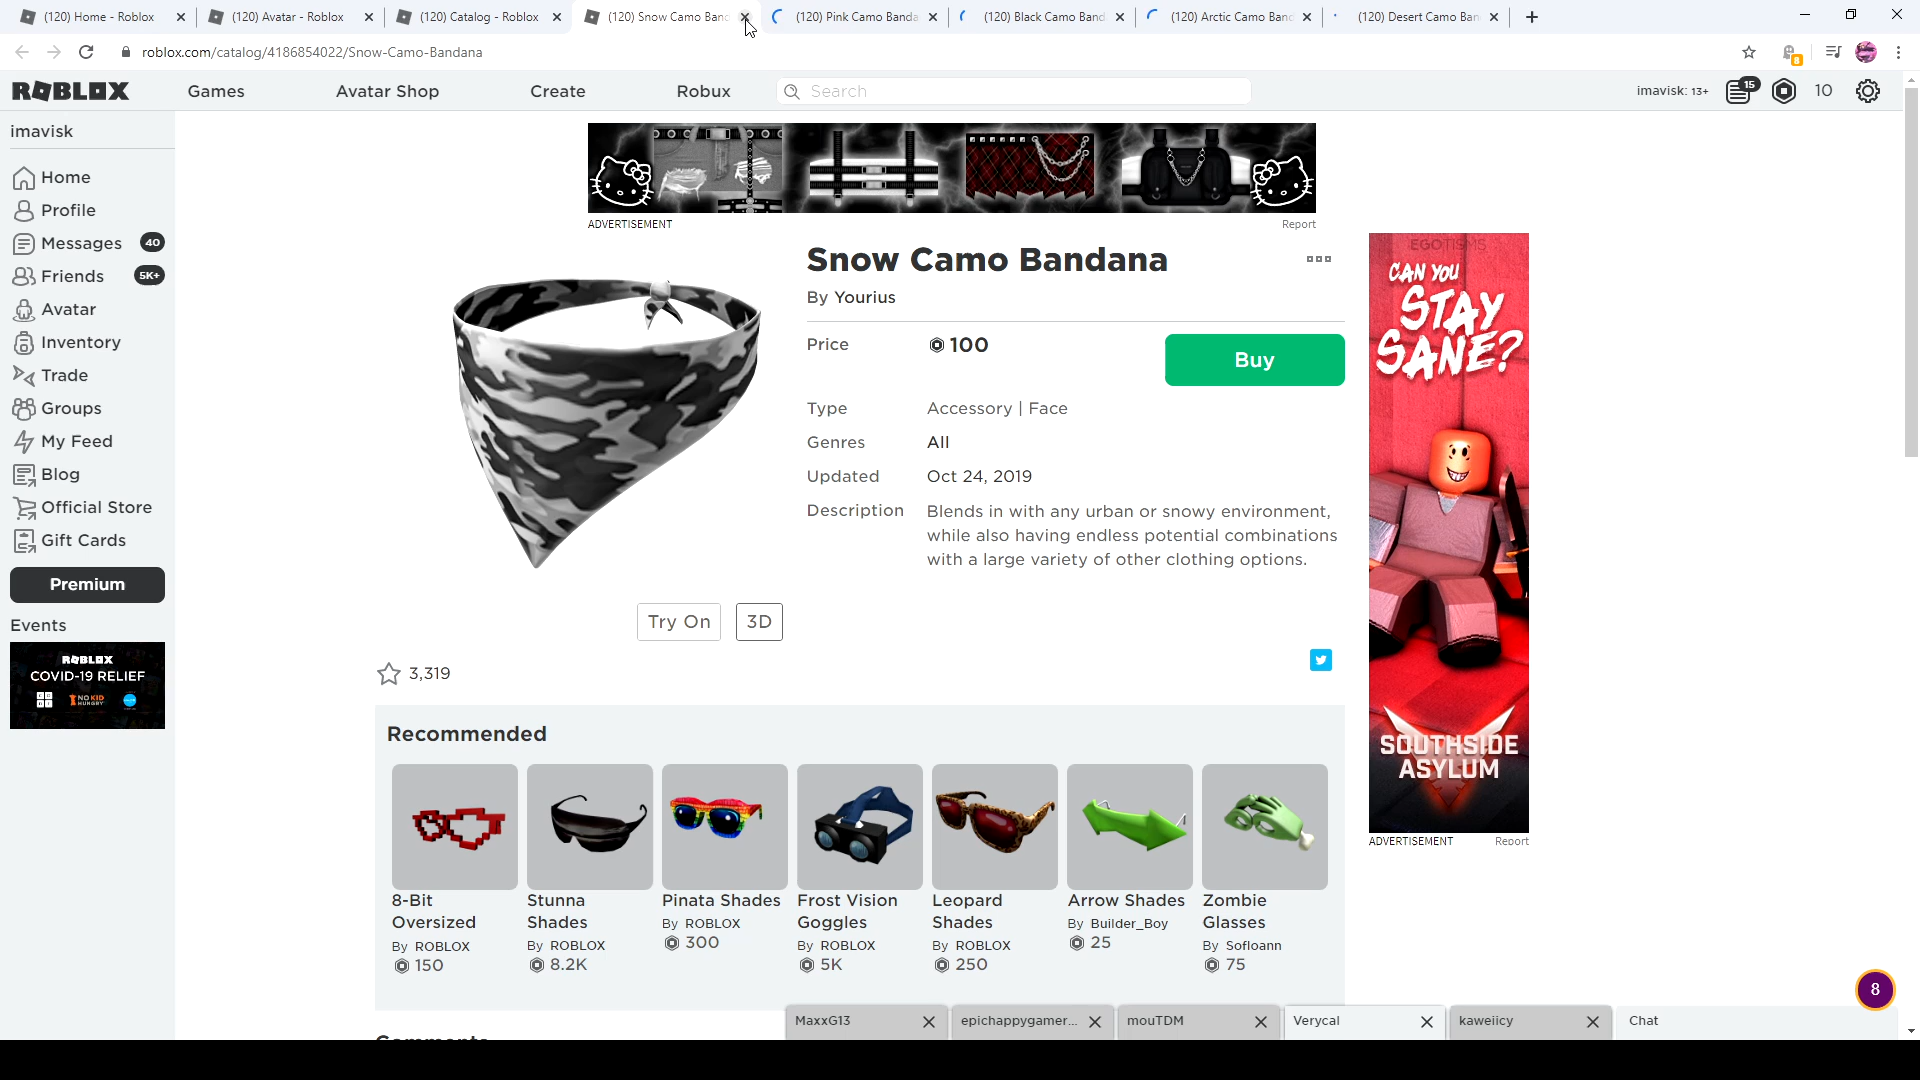 (120) Home - Roblox
(120) Avatar - Roblox
(120) Catalog - Roblox
(120) Snow Camo Band
(120) Pink Camo Banda
(120) Black Camo Band
(120) Arctic Camo Band
(120) Desert Camo Ban
roblox.com/catalog/4186854022/Snow-Camo-Bandana
8
ROBLOX
Games
Avatar Shop
Create
Robux
Search
imavisk: 13+
15
10
imavisk
Home
Profile
Messages 40
Friends 5K+
Avatar
Inventory
Trade
Groups
My Feed
Blog
Official Store
Gift Cards
Premium
Events
ROBLOX
COVID-19 RELIEF
NO KID
HUNGRY
ADVERTISEMENT
Report
Snow Camo Bandana
By Yourius
Price
100
Buy
Type
Accessory | Face
Genres
All
Updated
Oct 24, 2019
Description
Blends in with any urban or snowy environment,
while also having endless potential combinations
with a large variety of other clothing options.
Try On
3D
3,319
EGOTISMS
CAN YOU
STAY
SANE?
SOUTHSIDE
ASYLUM
ADVERTISEMENT
Report
Recommended
8-Bit
Oversized
By ROBLOX
150
Stunna
Shades
By ROBLOX
8.2K
Pinata Shades
By ROBLOX
300
Frost Vision
Goggles
By ROBLOX
5K
Leopard
Shades
By ROBLOX
250
Arrow Shades
By Builder_Boy
25
Zombie
Glasses
By Sofloann
75
8
MaxxG13
epichappygamer...
mouTDM
Verycal
kaweiicy
Chat